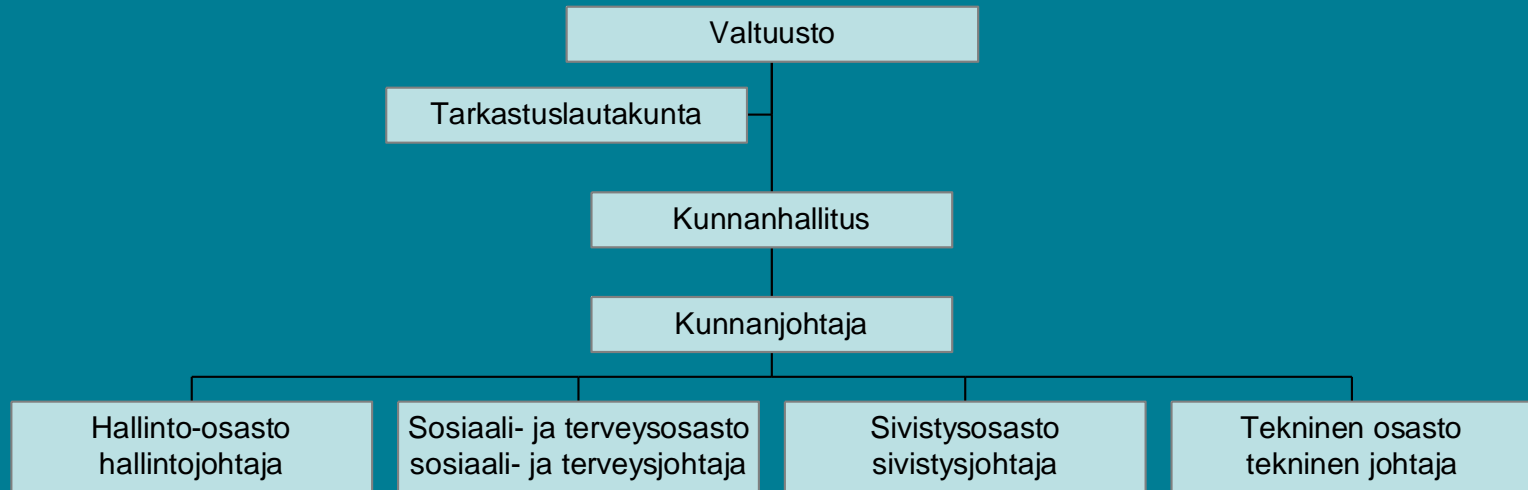 Valtuusto
Tarkastuslautakunta
Kunnanhallitus
Kunnanjohtaja
Hallinto-osasto
hallintojohtaja
Sosiaali- ja terveysosasto
sosiaali- ja terveysjohtaja
Sivistysosasto
sivistysjohtaja
Tekninen osasto
tekninen johtaja